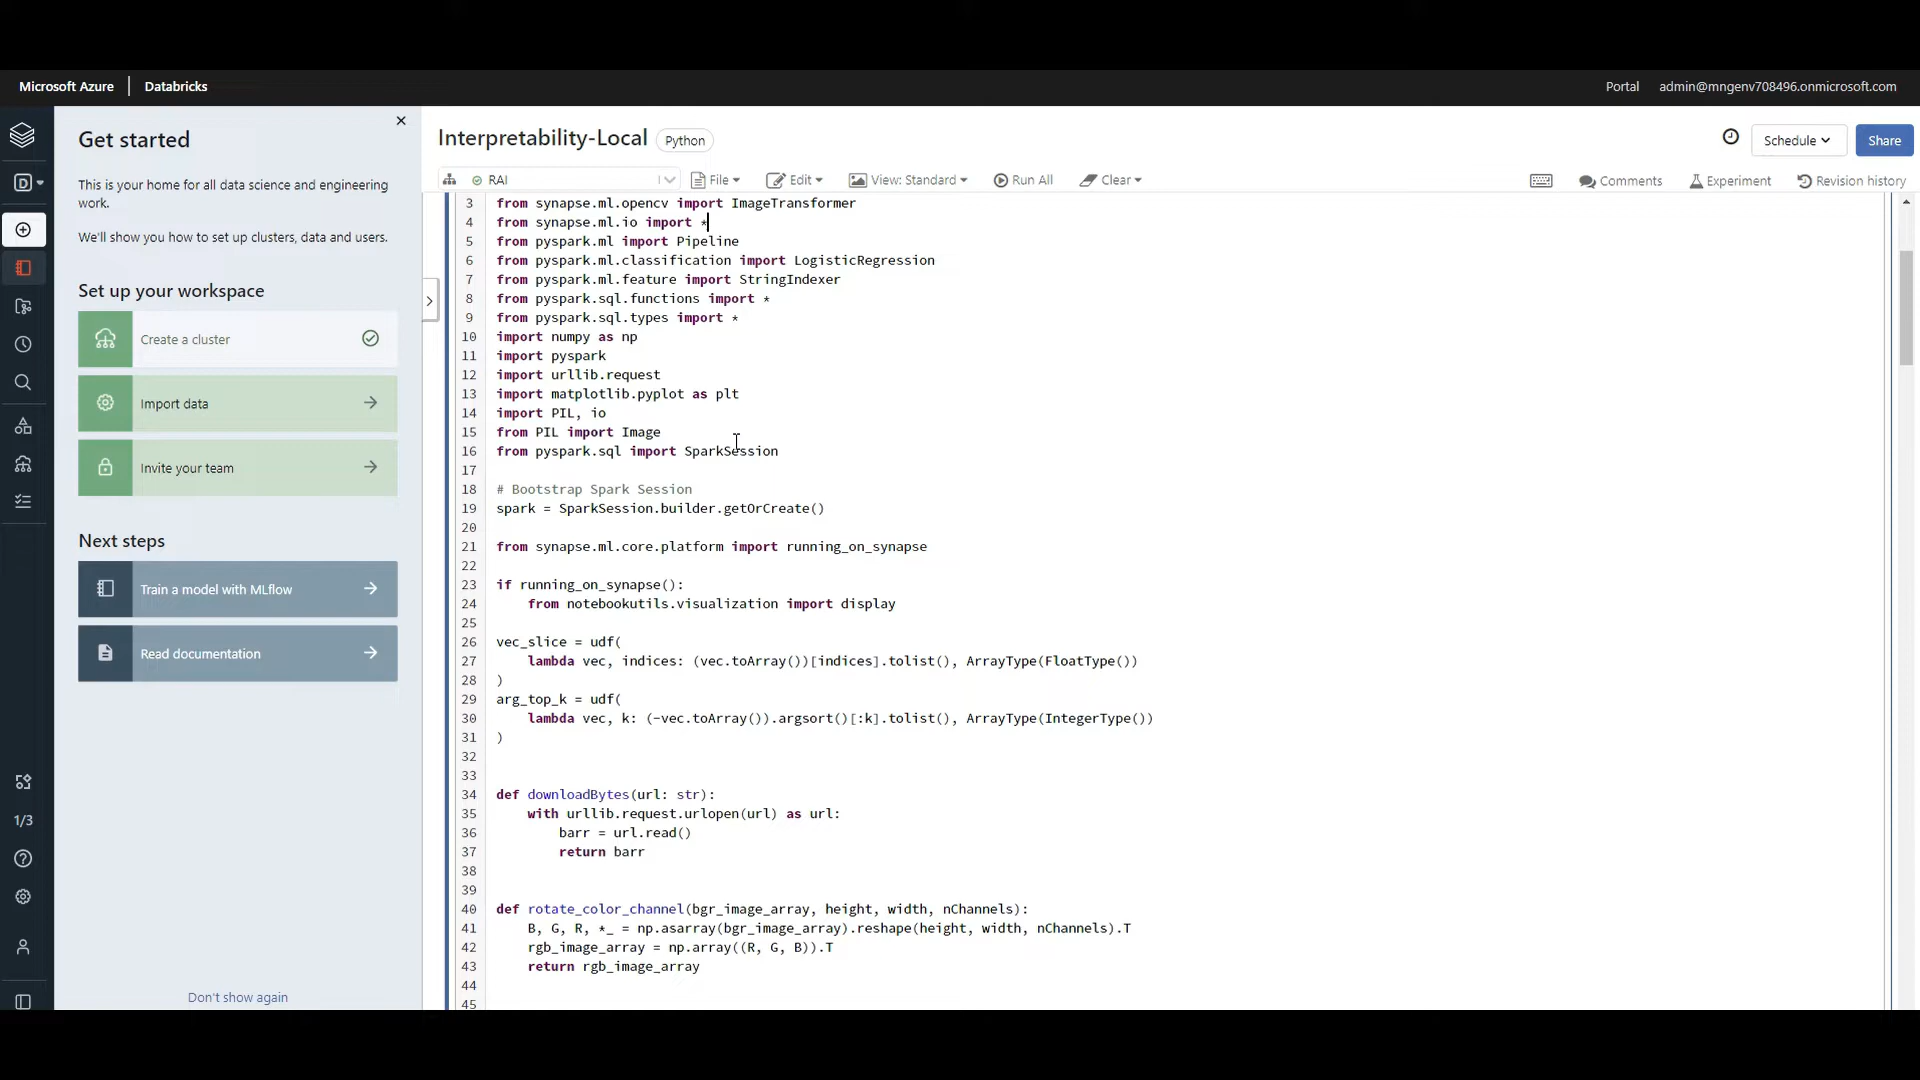 Microsoft Azure | Databricks
Portal admin@mngenv708496.onmicrosoft.com
Get started
This is your home for all data science and engineering
work.
We'll show you how to set up clusters, data and users.
Set up your workspace
Create a cluster
Import data
Invite your team
Next steps
Train a model with MLflow
Read documentation
Don't show again
D
1/3
Interpretability-Local Python
Schedule Share
RAI File Edit View: Standard Run All Clear Comments Experiment Revision history
3 from synapse.ml.opencv import ImageTransformer
4 from synapse.ml.io import *
5 from pyspark.ml import Pipeline
6 from pyspark.ml.classification import LogisticRegression
7 from pyspark.ml.feature import StringIndexer
8 from pyspark.sql.functions import *
9 from pyspark.sql.types import *
10 import numpy as np
11 import pyspark
12 import urllib.request
13 import matplotlib.pyplot as plt
14 import PIL, io
15 from PIL import Image
16 from pyspark.sql import SparkSession
17
18 # Bootstrap Spark Session
19 spark = SparkSession.builder.getOrCreate()
20
21 from synapse.ml.core.platform import running_on_synapse
22
23 if running_on_synapse():
24     from notebookutils.visualization import display
25
26 vec_slice = udf(
27     lambda vec, indices: (vec.toArray())[indices].tolist(), ArrayType(FloatType())
28 )
29 arg_top_k = udf(
30     lambda vec, k: (-vec.toArray()).argsort()[:k].tolist(), ArrayType(IntegerType())
31 )
32
33
34 def downloadBytes(url: str):
35     with urllib.request.urlopen(url) as url:
36         barr = url.read()
37         return barr
38
39
40 def rotate_color_channel(bgr_image_array, height, width, nChannels):
41     B, G, R, *_ = np.asarray(bgr_image_array).reshape(height, width, nChannels).T
42     rgb_image_array = np.array((R, G, B)).T
43     return rgb_image_array
44
45